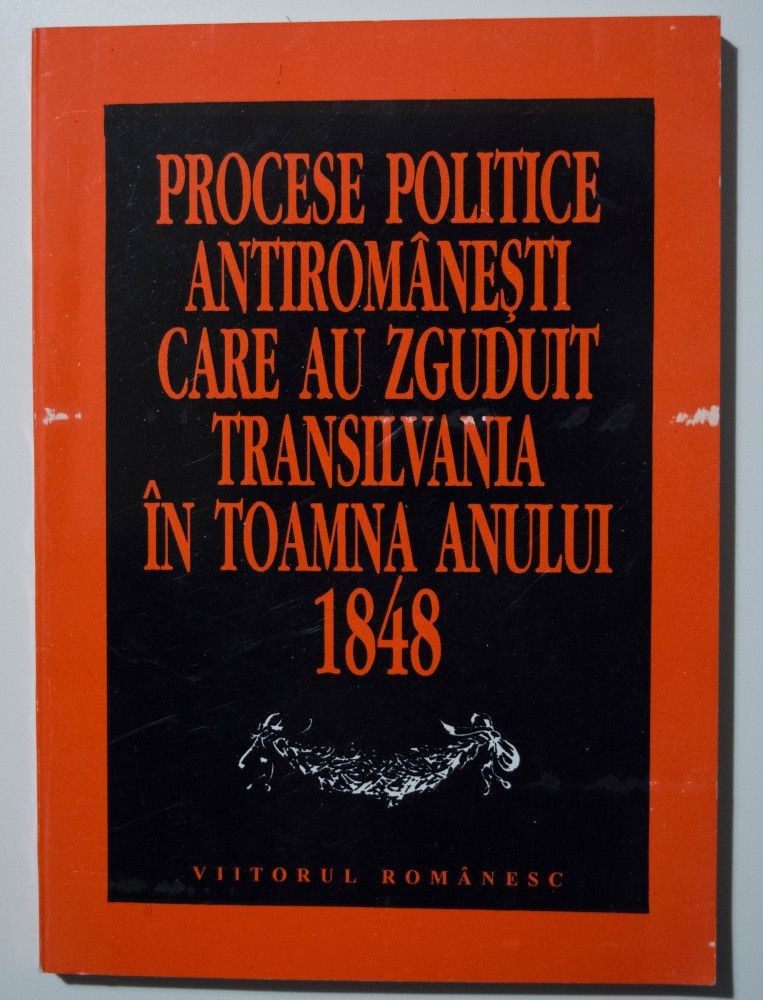 PROCESE POLITICE
ANTIROMÂNEȘTI
CARE AU ZGUDUIT
TRANSILVANIA
ÎN TOAMNA ANULUI
1848
VIITORUL ROMÂNESC